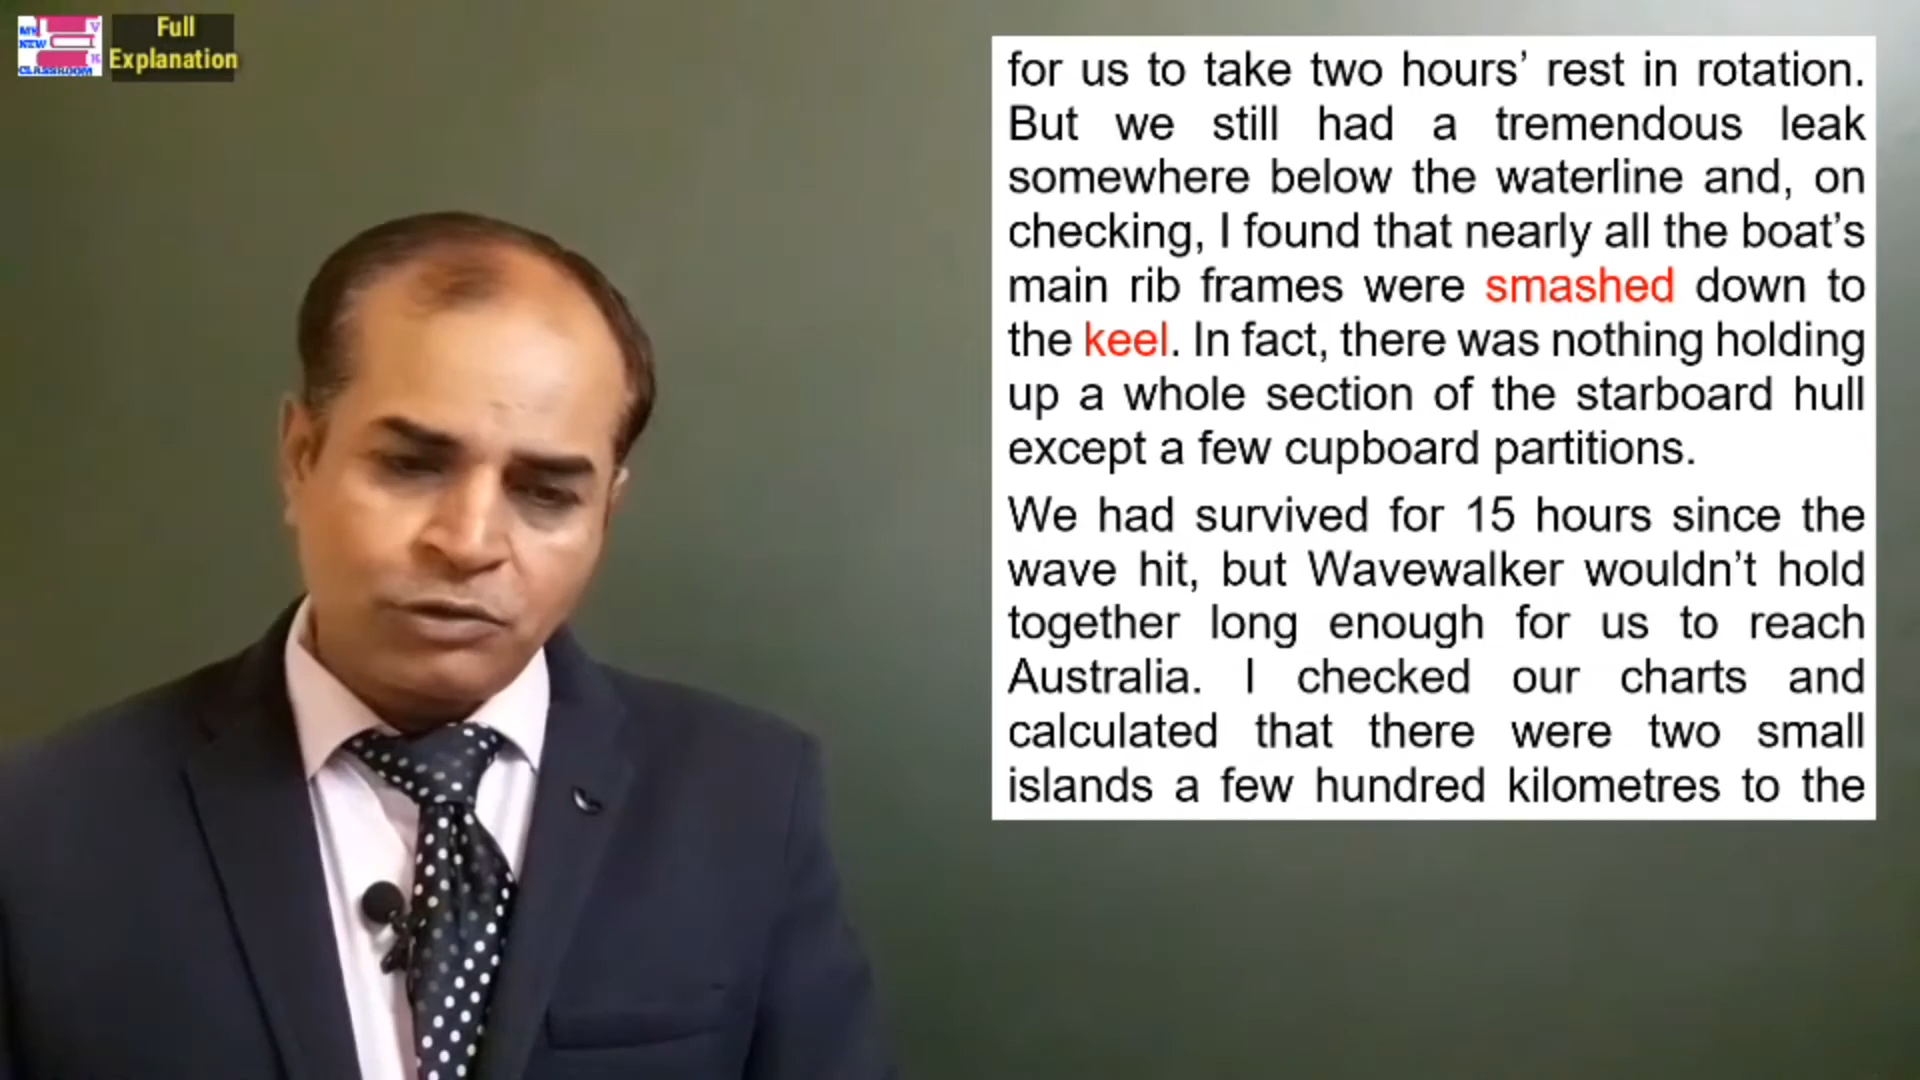 MY
NEW
CLASSROOM
V
K
Full
Explanation
for us to take two hours’ rest in rotation.
But we still had a tremendous leak
somewhere below the waterline and, on
checking, I found that nearly all the boat’s
main rib frames were smashed down to
the keel. In fact, there was nothing holding
up a whole section of the starboard hull
except a few cupboard partitions.
We had survived for 15 hours since the
wave hit, but Wavewalker wouldn’t hold
together long enough for us to reach
Australia. I checked our charts and
calculated that there were two small
islands a few hundred kilometres to the